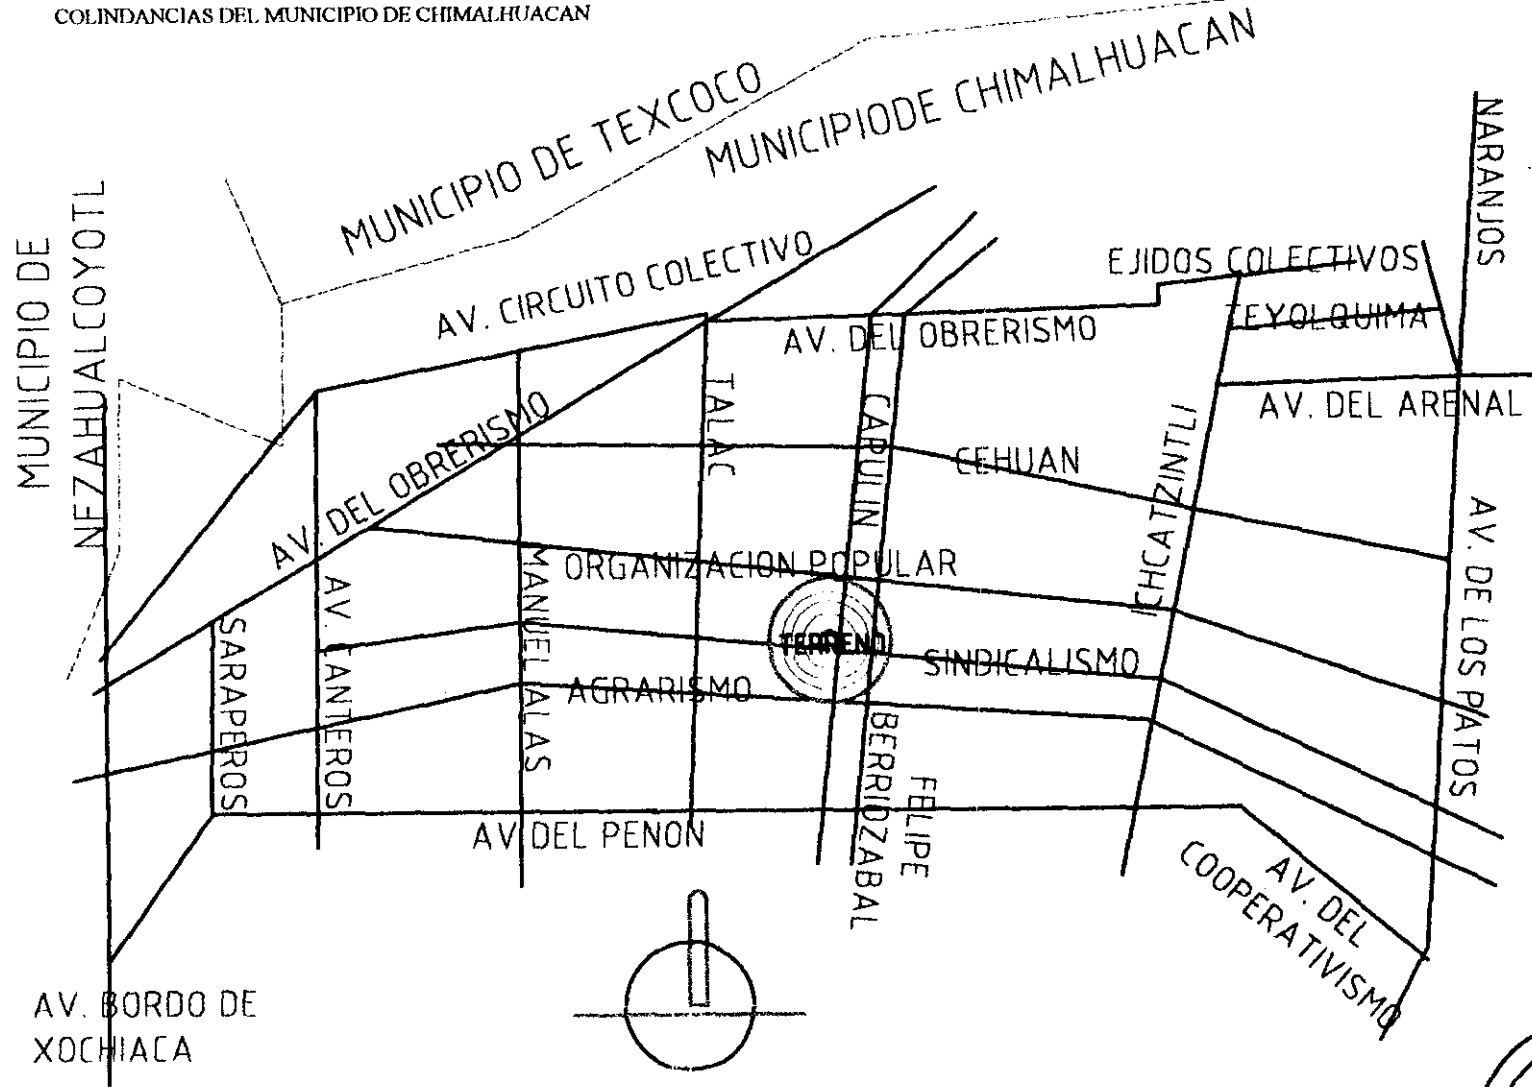 COLINDANCIAS DEL MUNICIPIO DE CHIMALHUACAN
MUNICIPIO DE TEXCOCO
MUNICIPIODE CHIMALHUACAN
MUNICIPIO DE
NEZAHUALCOYOTL
NARANJOS
AV. CIRCUITO COLECTIVO
EJIDOS COLECTIVOS
TEYOLQUIMA
AV. DEL OBRERISMO
AV. DEL ARENAL
AV. DEL OBRERISMO
TALAC
CAPULIN
CEHUAN
ICHCATZINTLI
ORGANIZACION POPULAR
AV. DE LOS PATOS
SARAPEROS
AV. CANTEROS
MANUELIALAS
TERRENO
SINDICALISMO
AGRARISMO
FELIPE
BERRIOZABAL
AV DEL PENON
AV. DEL
COOPERATIVISMO
AV. BORDO DE
XOCHIACA